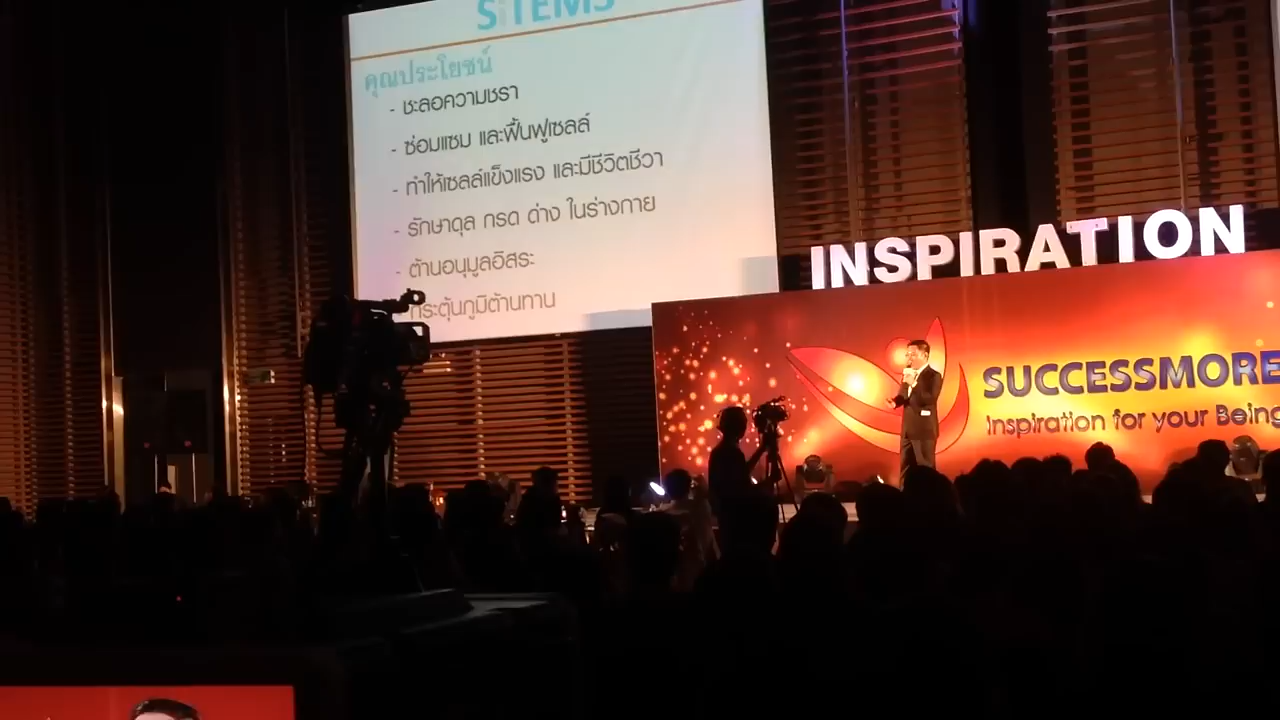 SiTEMS
คุณประโยชน์
- ชะลอความชรา
- ซ่อมแซม และฟื้นฟูเซลล์
- ทำให้เซลล์แข็งแรง และมีชีวิตชีวา
- รักษาดุล กรด ด่าง ในร่างกาย
- ต้านอนุมูลอิสระ
กระตุ้นภูมิต้านทาน
INSPIRATION
SUCCESSMORE
Inspiration for your Being